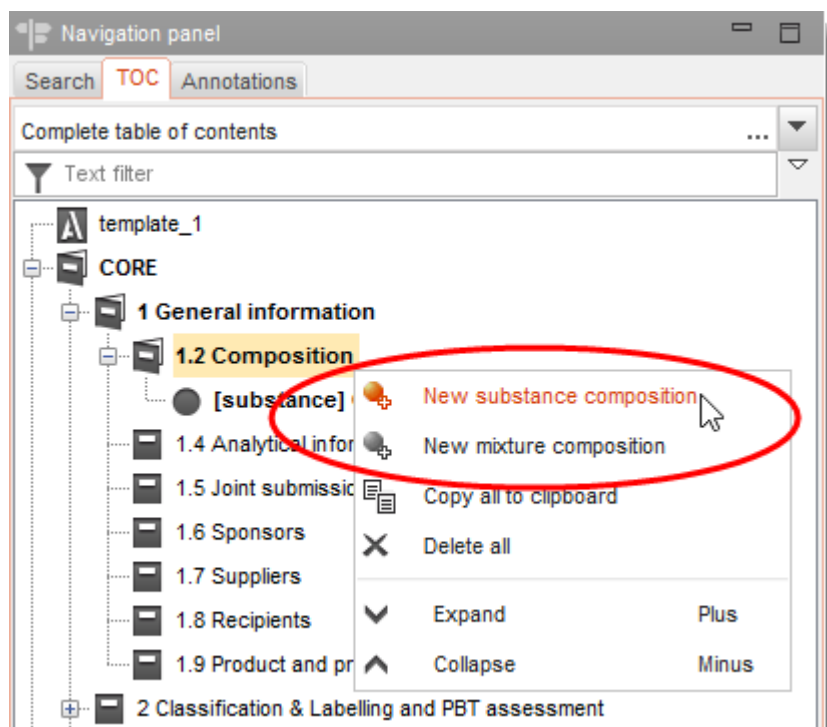 Navigation panel
Search TOC Annotations
Complete table of contents ...
Text filter
template_1
CORE
1 General information
1.2 Composition
[substance]
New substance composition
1.4 Analytical infor
New mixture composition
1.5 Joint submissic
Copy all to clipboard
1.6 Sponsors
Delete all
1.7 Suppliers
1.8 Recipients
Expand Plus
1.9 Product and pr
Collapse Minus
2 Classification & Labelling and PBT assessment